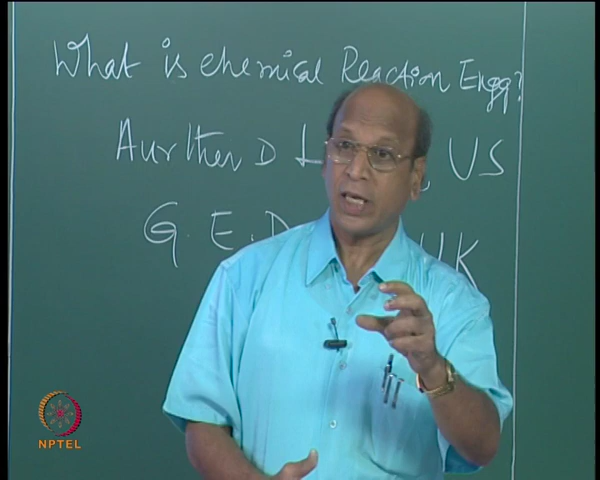 What is chemical Reaction Engg?
Aurther D L , US
G. E. D UK
NPTEL